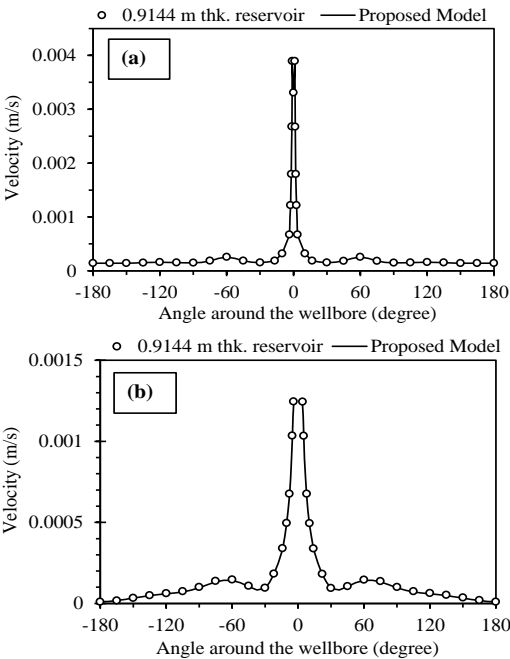 0.9144 m thk. reservoir Proposed Model
(a)
0.004
0.003
0.002
0.001
0
Velocity (m/s)
-180 -120 -60 0 60 120 180
Angle around the wellbore (degree)
0.9144 m thk. reservoir Proposed Model
(b)
0.0015
0.001
0.0005
0
Velocity (m/s)
-180 -120 -60 0 60 120 180
Angle around the wellbore (degree)